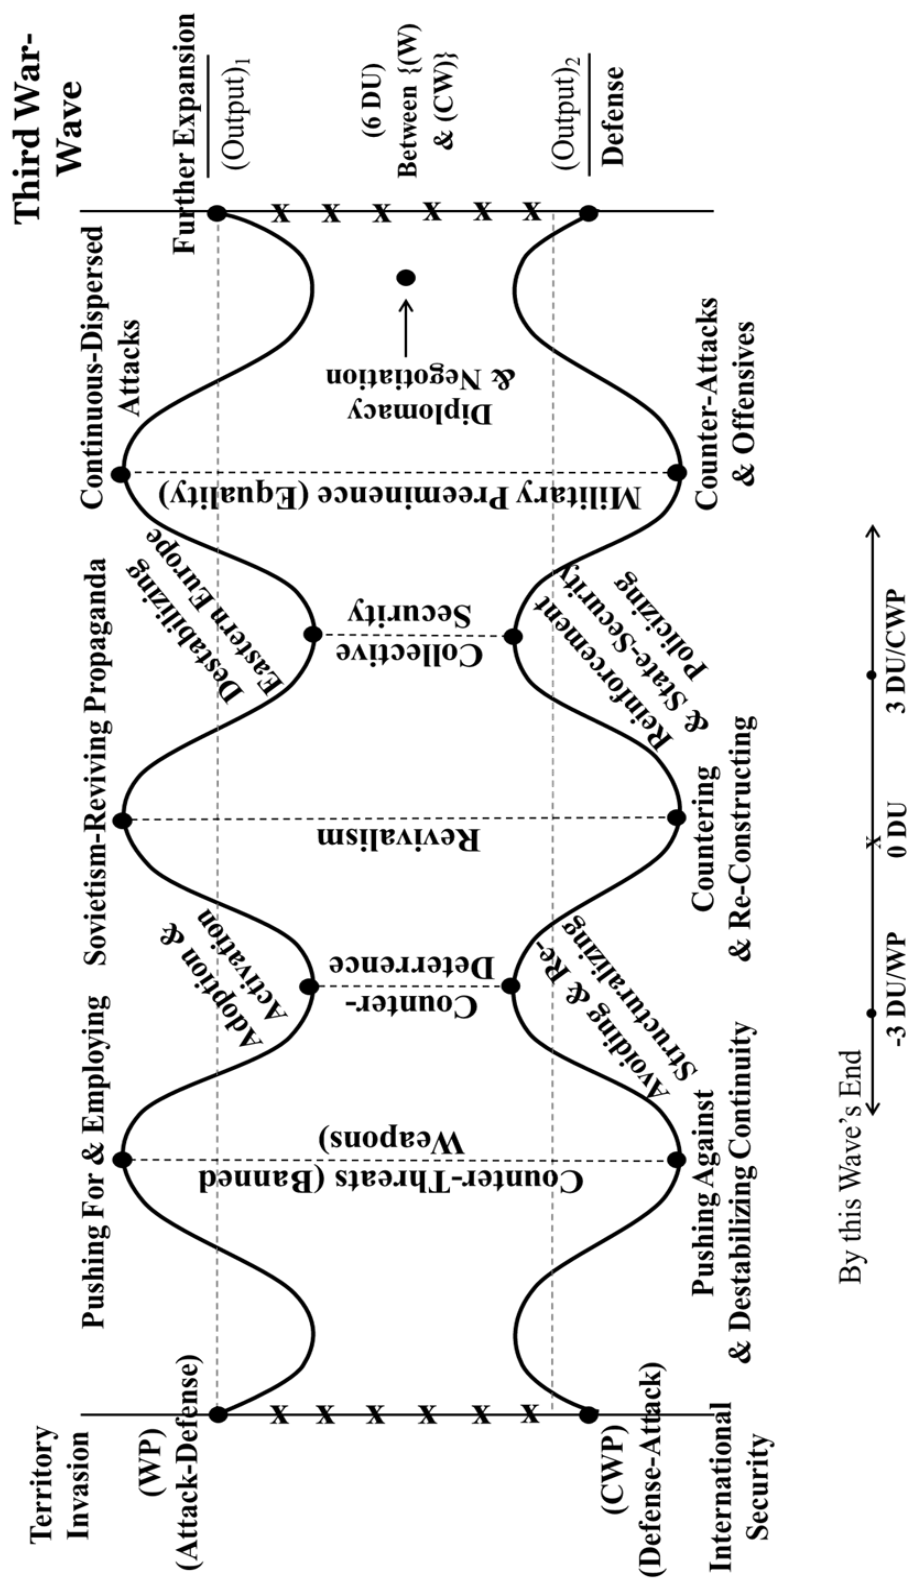 Third War-
Wave
Territory
Invasion
(WP)
(Attack-Defense)
Pushing For & Employing
Sovietism-Reviving Propaganda
Continuous-Dispersed
Attacks
Further Expansion
(Output)1
Adoption &
Activation
Destabilizing
Eastern Europe
Counter-Threats (Banned
Weapons)
Counter-
Deterrence
Revivalism
Collective
Security
Military Preeminence (Equality)
Diplomacy
& Negotiation
X X X X X X
X X X X X X
(6 DU)
Between {(W)
& (CW)}
Avoiding & Re-
Structuralizing
Reinforcement
& State-Security
Policizing
(Output)2
Defense
(CWP)
(Defense-Attack)
International
Security
Pushing Against
& Destabilizing Continuity
Countering
& Re-Constructing
Counter-Attacks
& Offensives
By this Wave's End
X
-3 DU/WP
0 DU
3 DU/CWP